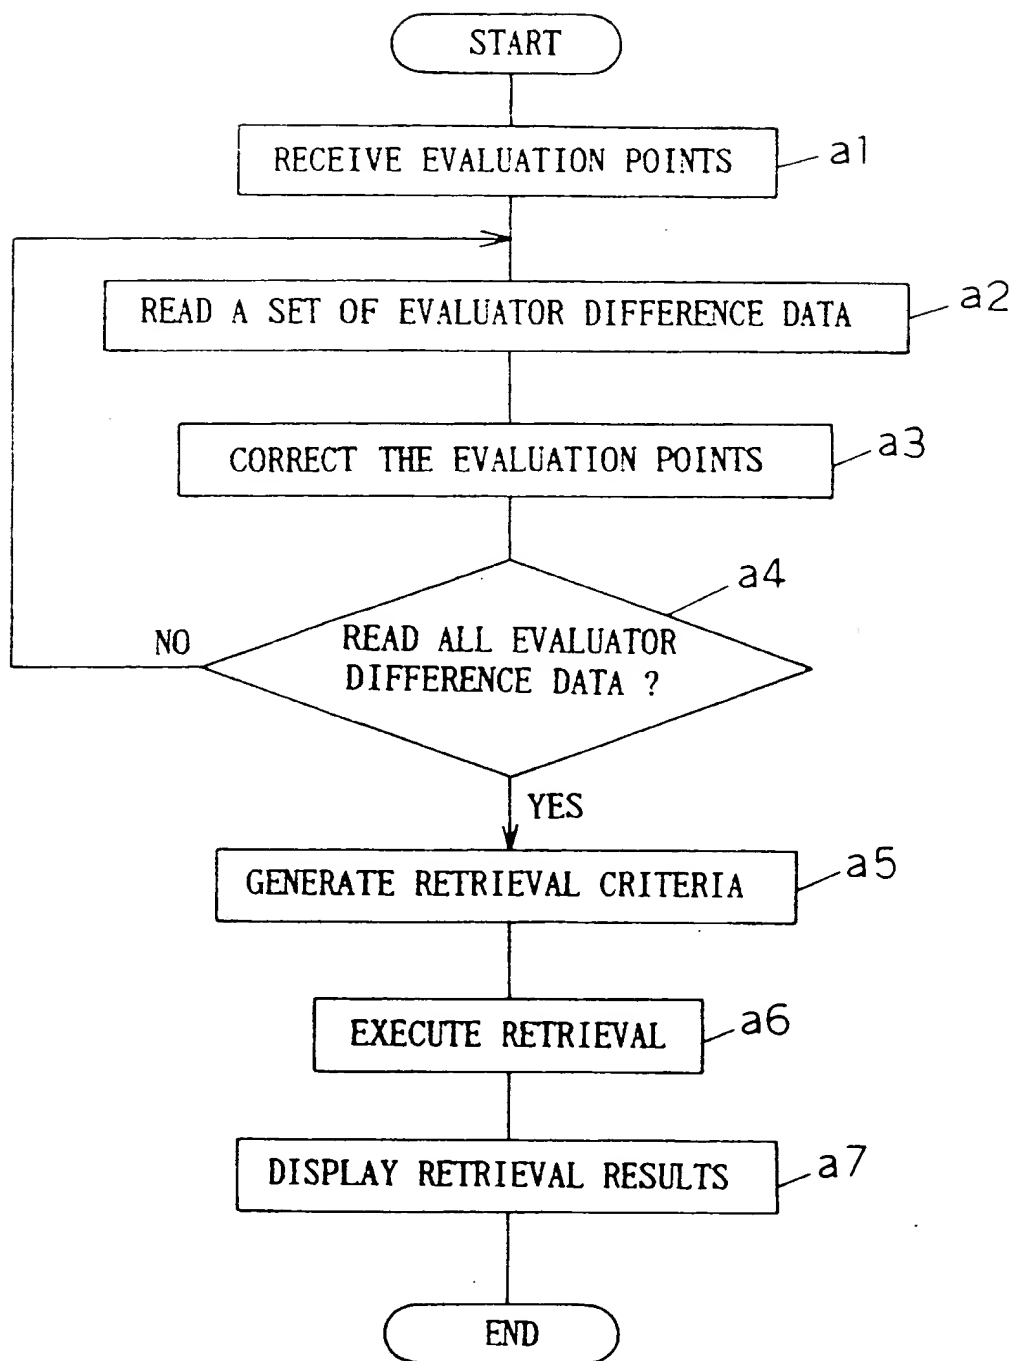 START
RECEIVE EVALUATION POINTS
a1
READ A SET OF EVALUATOR DIFFERENCE DATA
a2
CORRECT THE EVALUATION POINTS
a3
a4
NO
READ ALL EVALUATOR
DIFFERENCE DATA ?
YES
GENERATE RETRIEVAL CRITERIA
a5
EXECUTE RETRIEVAL
a6
DISPLAY RETRIEVAL RESULTS
a7
END